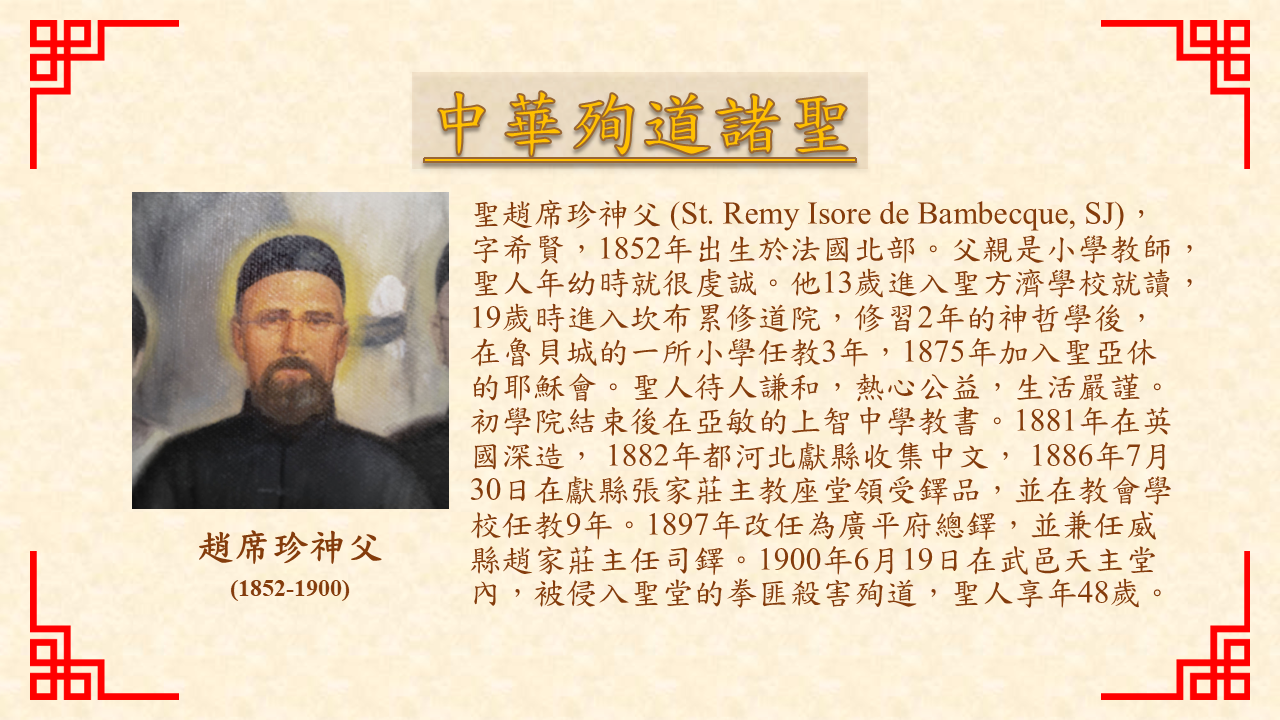 中華殉道諸聖
聖趙席珍神父 (St. Remy Isore de Bambecque, SJ)，
字希賢，1852年出生於法國北部。父親是小學教師，
聖人年幼時就很虔誠。他13歲進入聖方濟學校就讀，
19歲時進入坎布累修道院，修習2年的神哲學後，
在魯貝城的一所小學任教3年，1875年加入聖亞休
的耶穌會。聖人待人謙和，熱心公益，生活嚴謹。
初學院結束後在亞敏的上智中學教書。1881年在英
國深造， 1882年都河北獻縣收集中文， 1886年7月
30日在獻縣張家莊主教座堂領受鐸品，並在教會學
校任教9年。1897年改任為廣平府總鐸，並兼任威
縣趙家莊主任司鐸。1900年6月19日在武邑天主堂
內，被侵入聖堂的拳匪殺害殉道，聖人享年48歲。
趙席珍神父
(1852-1900)